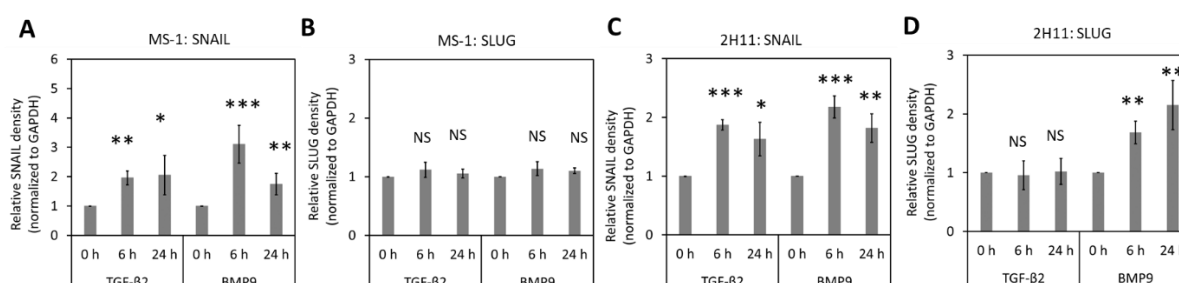 A
MS-1: SNAIL
Relative SNAIL density
(normalized to GAPDH)
6
5
4
3
2
1
0
**
*
***
**
0 h 6 h 24 h 0 h 6 h 24 h
TGF-β2 BMP9
B
MS-1: SLUG
Relative SLUG density
(normalized to GAPDH)
3
2
1
0
NS NS NS NS
0 h 6 h 24 h 0 h 6 h 24 h
TGF-β2 BMP9
C
2H11: SNAIL
Relative SNAIL density
(normalized to GAPDH)
3
2
1
0
***
*
***
**
0 h 6 h 24 h 0 h 6 h 24 h
TGF-β2 BMP9
D
2H11: SLUG
Relative SLUG density
(normalized to GAPDH)
3
2
1
0
NS NS
**
**
0 h 6 h 24 h 0 h 6 h 24 h
TGF-β2 BMP9